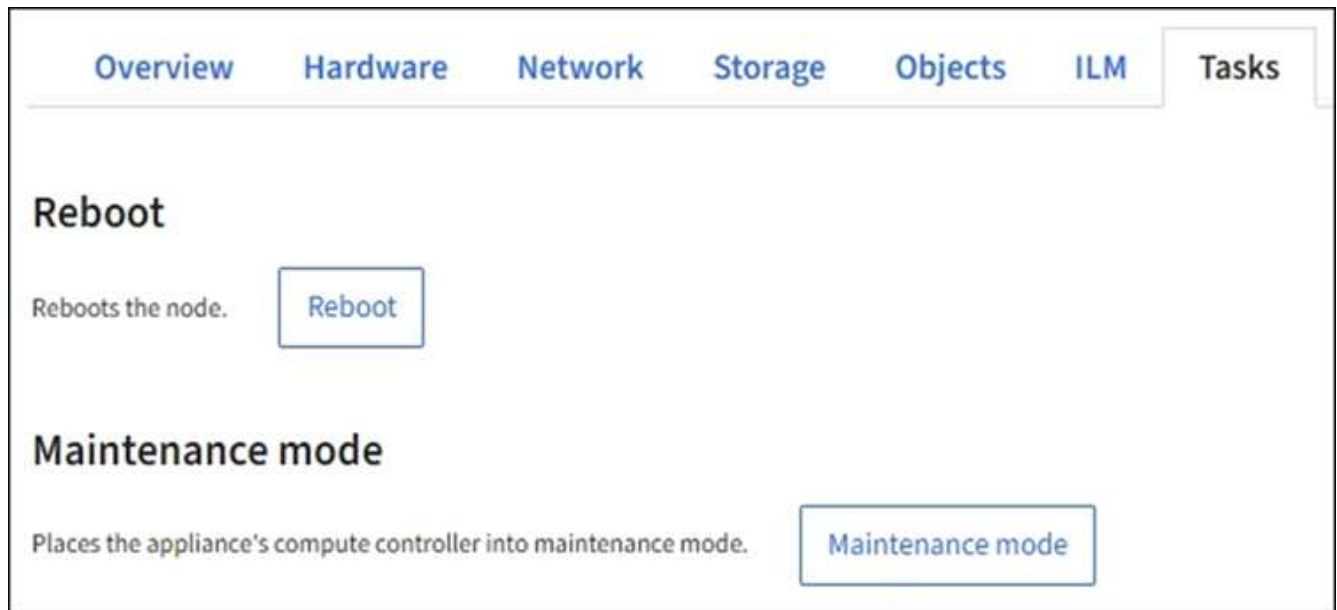 Overview Hardware Network Storage Objects ILM Tasks
Reboot
Reboots the node. Reboot
Maintenance mode
Places the appliance's compute controller into maintenance mode. Maintenance mode